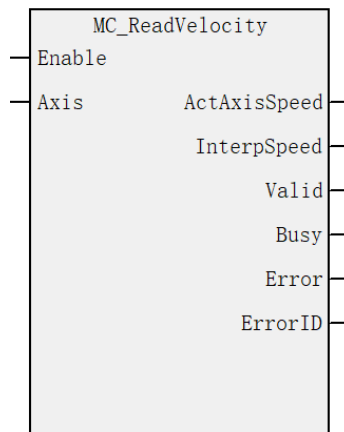 MC_ReadVelocity
Enable
Axis ActAxisSpeed
InterpSpeed
Valid
Busy
Error
ErrorID